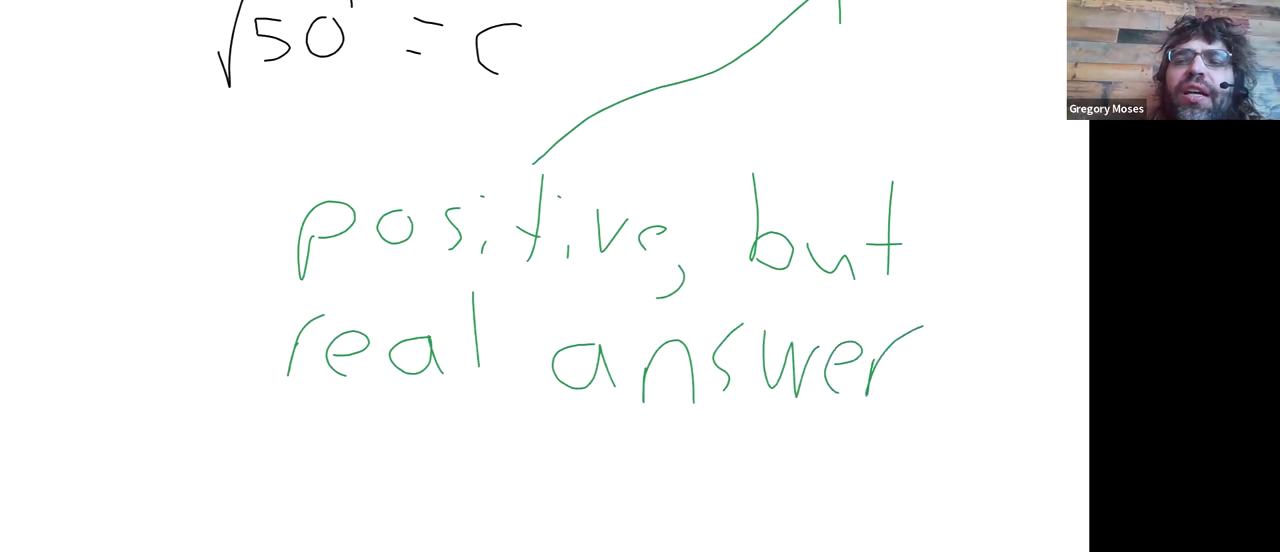 √50 = c
Gregory Moses
positive, but
real answer